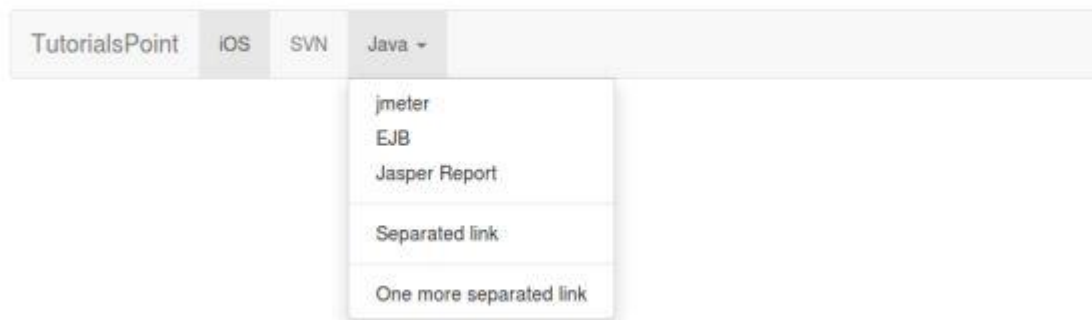 TutorialsPoint iOS SVN Java
jmeter
EJB
Jasper Report
Separated link
One more separated link